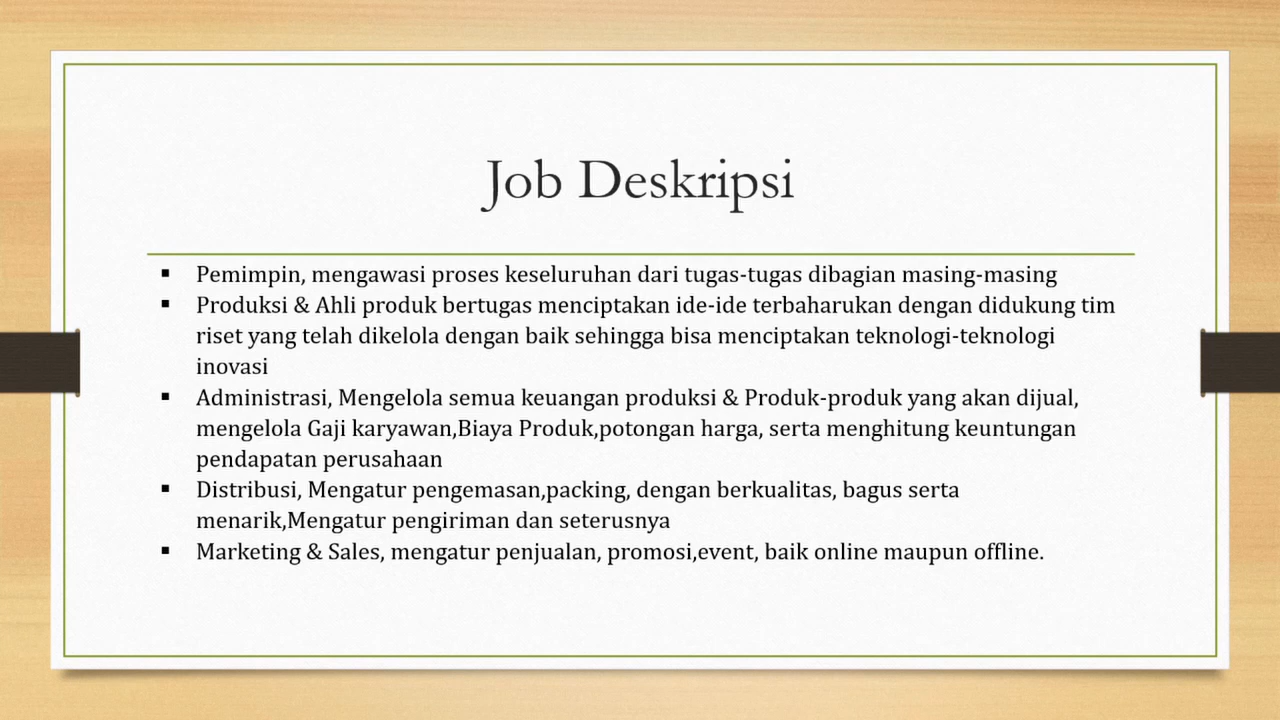 Job Deskripsi
▪ Pemimpin, mengawasi proses keseluruhan dari tugas-tugas dibagian masing-masing
▪ Produksi & Ahli produk bertugas menciptakan ide-ide terbaharukan dengan didukung tim
riset yang telah dikelola dengan baik sehingga bisa menciptakan teknologi-teknologi
inovasi
▪ Administrasi, Mengelola semua keuangan produksi & Produk-produk yang akan dijual,
mengelola Gaji karyawan,Biaya Produk,potongan harga, serta menghitung keuntungan
pendapatan perusahaan
▪ Distribusi, Mengatur pengemasan,packing, dengan berkualitas, bagus serta
menarik,Mengatur pengiriman dan seterusnya
▪ Marketing & Sales, mengatur penjualan, promosi,event, baik online maupun offline.